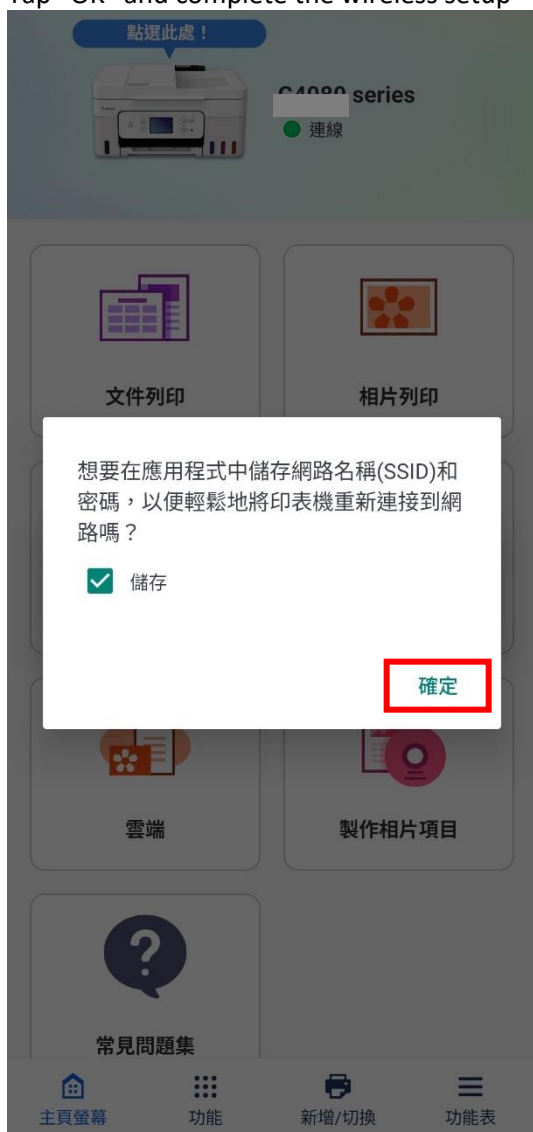 Tap "OK" and complete the wireless setup
點選此處！
series
連線
文件列印
相片列印
想要在應用程式中儲存網路名稱(SSID)和
密碼，以便輕鬆地將印表機重新連接到網
路嗎？
儲存
確定
雲端
製作相片項目
常見問題集
主頁螢幕
功能
新增/切換
功能表